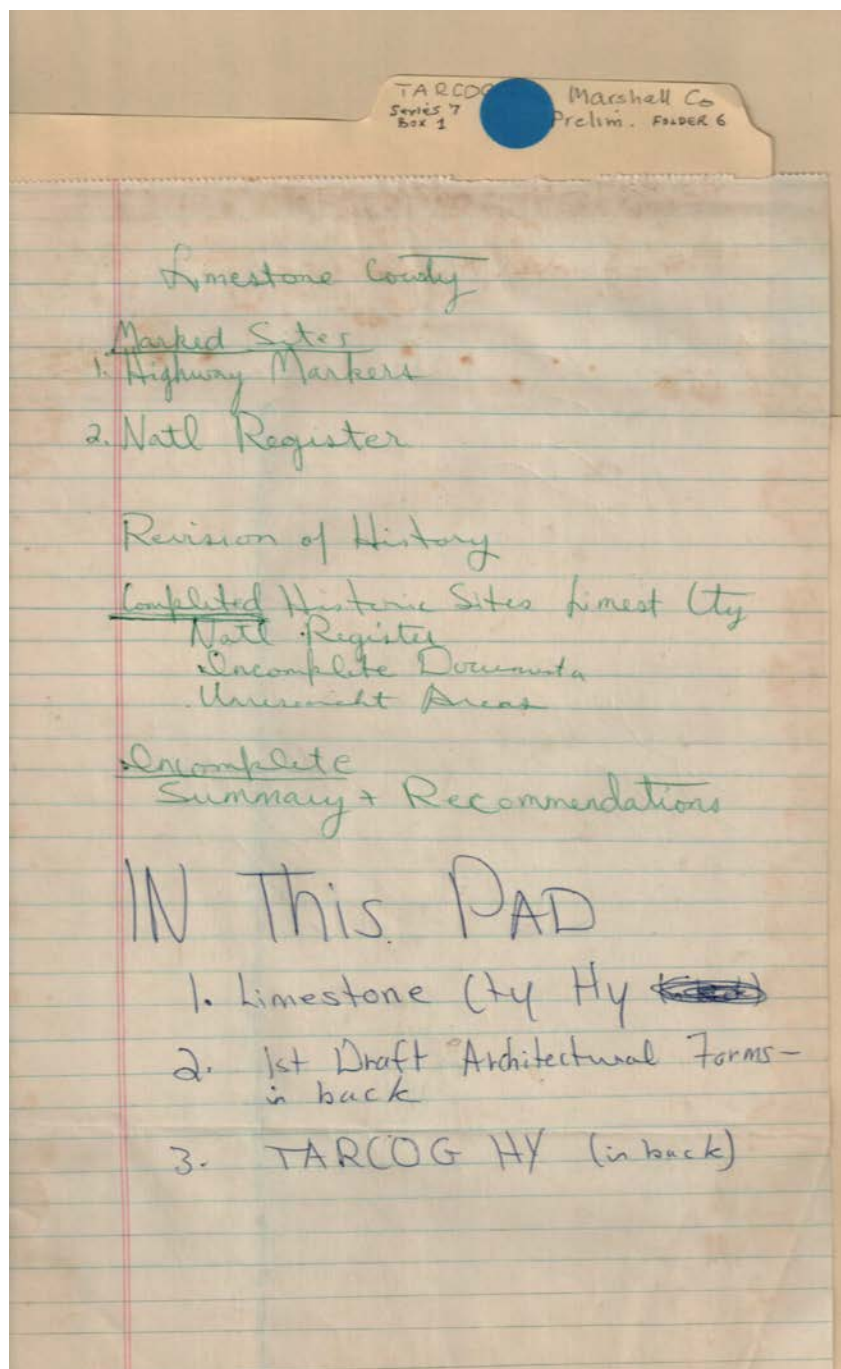 TARCOG
Series 7
Box 1
Marshall Co
Prelim. FOLDER 6
Limestone County
Marked Sites
1. Highway Markers
2. Natl Register
Revision of History
Completed Historic Sites Limest Cty
Natl Register
Incomplete Documenta
Areas
Incomplete
Summary + Recommendations
IN This PAD
1. Limestone Cty Hy
2. 1st Draft Architectural Forms -
in back
3. TARCOG HY (in back)